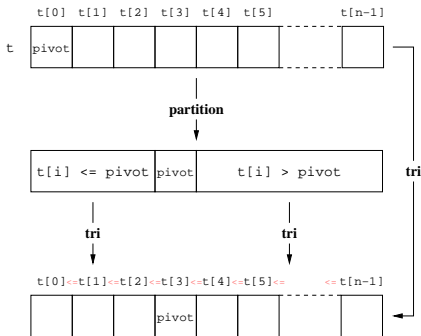 t[0] t[1] t[2] t[3] t[4] t[5] t[n-1]
t pivot
partition
t[i] <= pivot pivot t[i] > pivot
tri
tri tri
t[0]<=t[1]<=t[2]<=t[3]<=t[4]<=t[5]<= <=t[n-1]
pivot